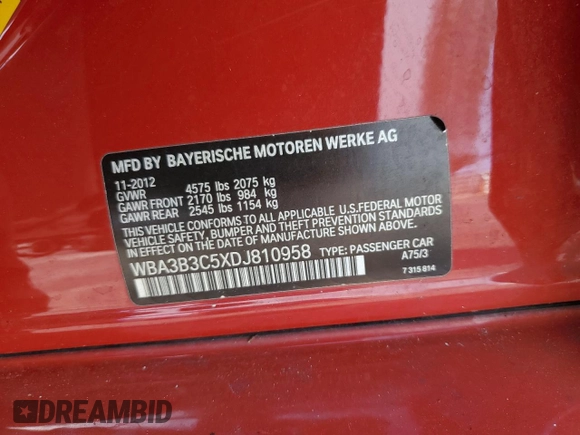 MFD BY BAYERISCHE MOTOREN WERKE AG
11-2012
GVWR 4575 lbs 2075 kg
GAWR FRONT 2170 lbs 984 kg
GAWR REAR 2545 lbs 1154 kg
THIS VEHICLE CONFORMS TO ALL APPLICABLE U.S.FEDERAL MOTOR
VEHICLE SAFETY, BUMPER AND THEFT PREVENTION STANDARDS
IN EFFECT ON THE DATE OF MANUFACTURE SHOWN ABOVE.
WBA3B3C5XDJ810958 TYPE: PASSENGER CAR
A75/3
7 315 814
DREAMBID